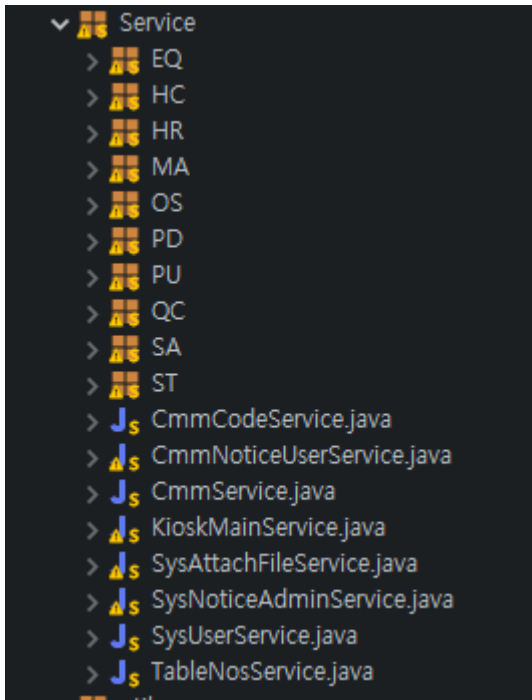 Service
EQ
HC
HR
MA
OS
PD
PU
QC
SA
ST
CmmCodeService.java
CmmNoticeUserService.java
CmmService.java
KioskMainService.java
SysAttachFileService.java
SysNoticeAdminService.java
SysUserService.java
TableNosService.java